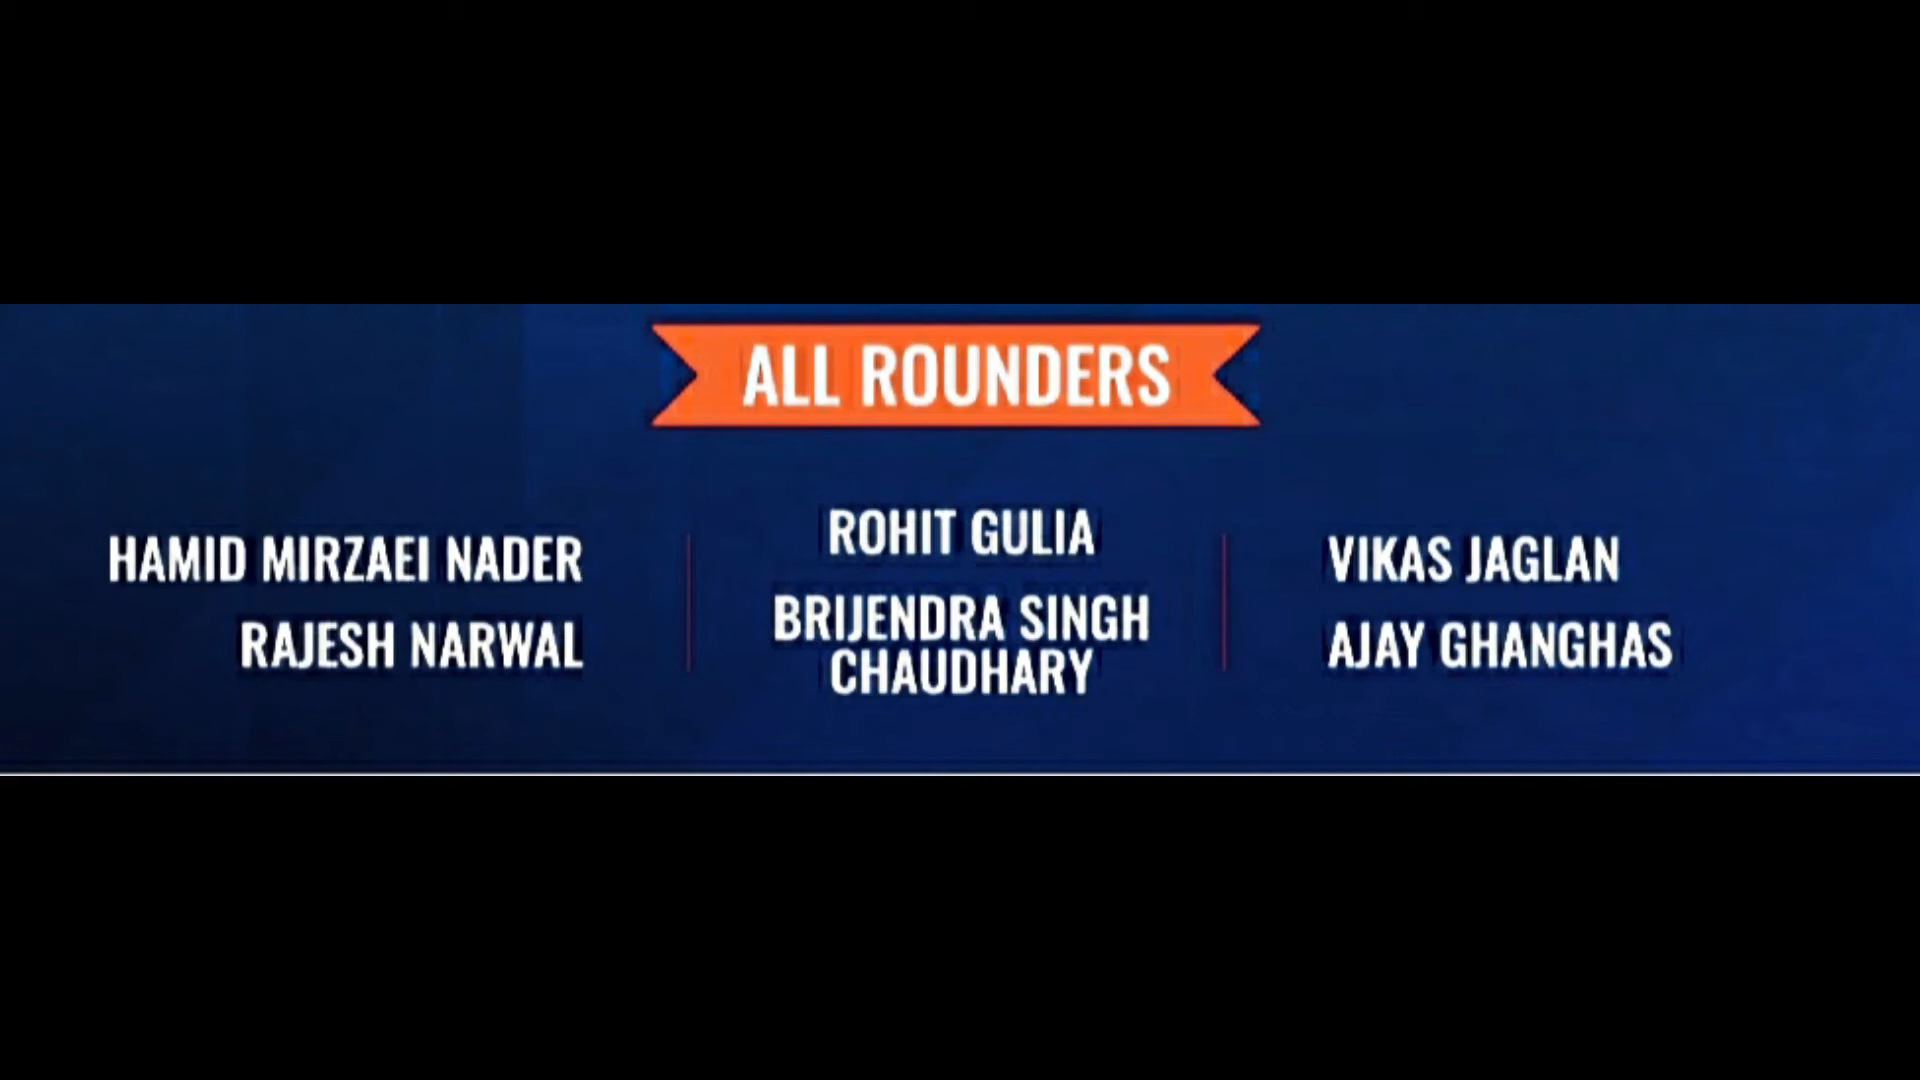 ALL ROUNDERS
HAMID MIRZAEI NADER
RAJESH NARWAL
ROHIT GULIA
BRIJENDRA SINGH
CHAUDHARY
VIKAS JAGLAN
AJAY GHANGHAS